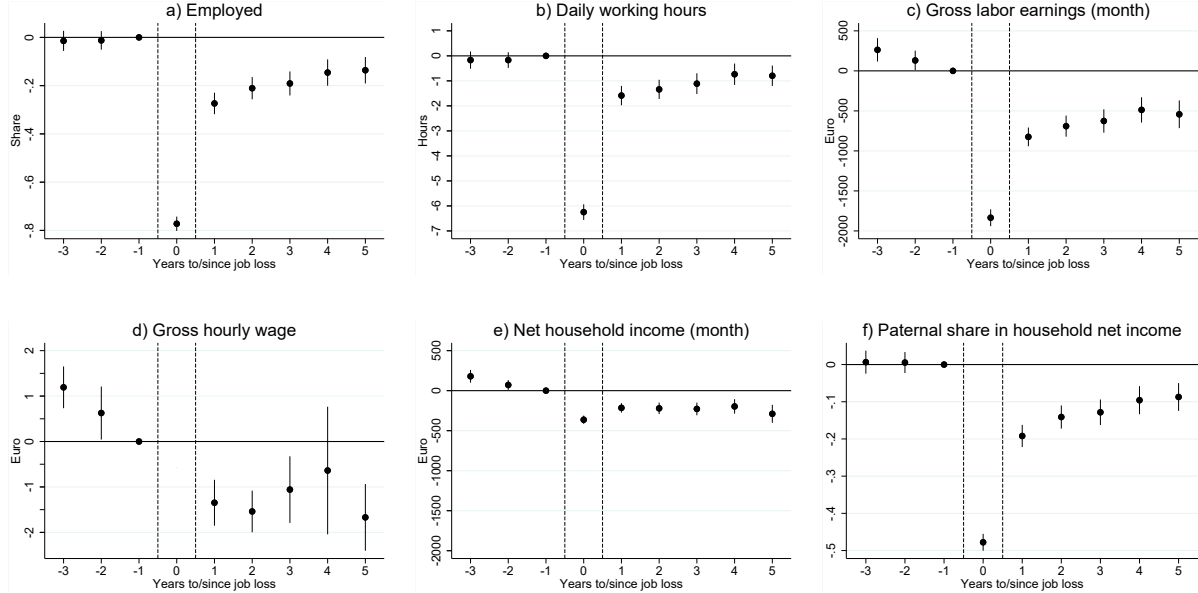 a) Employed
0
-.2
-.4
-.6
-.8
Share
-3 -2 -1 0 1 2 3 4 5
Years to/since job loss
b) Daily working hours
1
0
-1
-2
-3
-4
-5
-6
-7
Hours
-3 -2 -1 0 1 2 3 4 5
Years to/since job loss
c) Gross labor earnings (month)
500
0
-500
-1000
-1500
-2000
Euro
-3 -2 -1 0 1 2 3 4 5
Years to/since job loss
d) Gross hourly wage
2
1
0
-1
-2
Euro
-3 -2 -1 0 1 2 3 4 5
Years to/since job loss
e) Net household income (month)
500
0
-500
-1000
1500
-2000
Euro
-3 -2 -1 0 1 2 3 4 5
Years to/since job loss
f) Paternal share in household net income
0
-.1
-.2
-.3
-.4
-.5
-3 -2 -1 0 1 2 3 4 5
Years to/since job loss